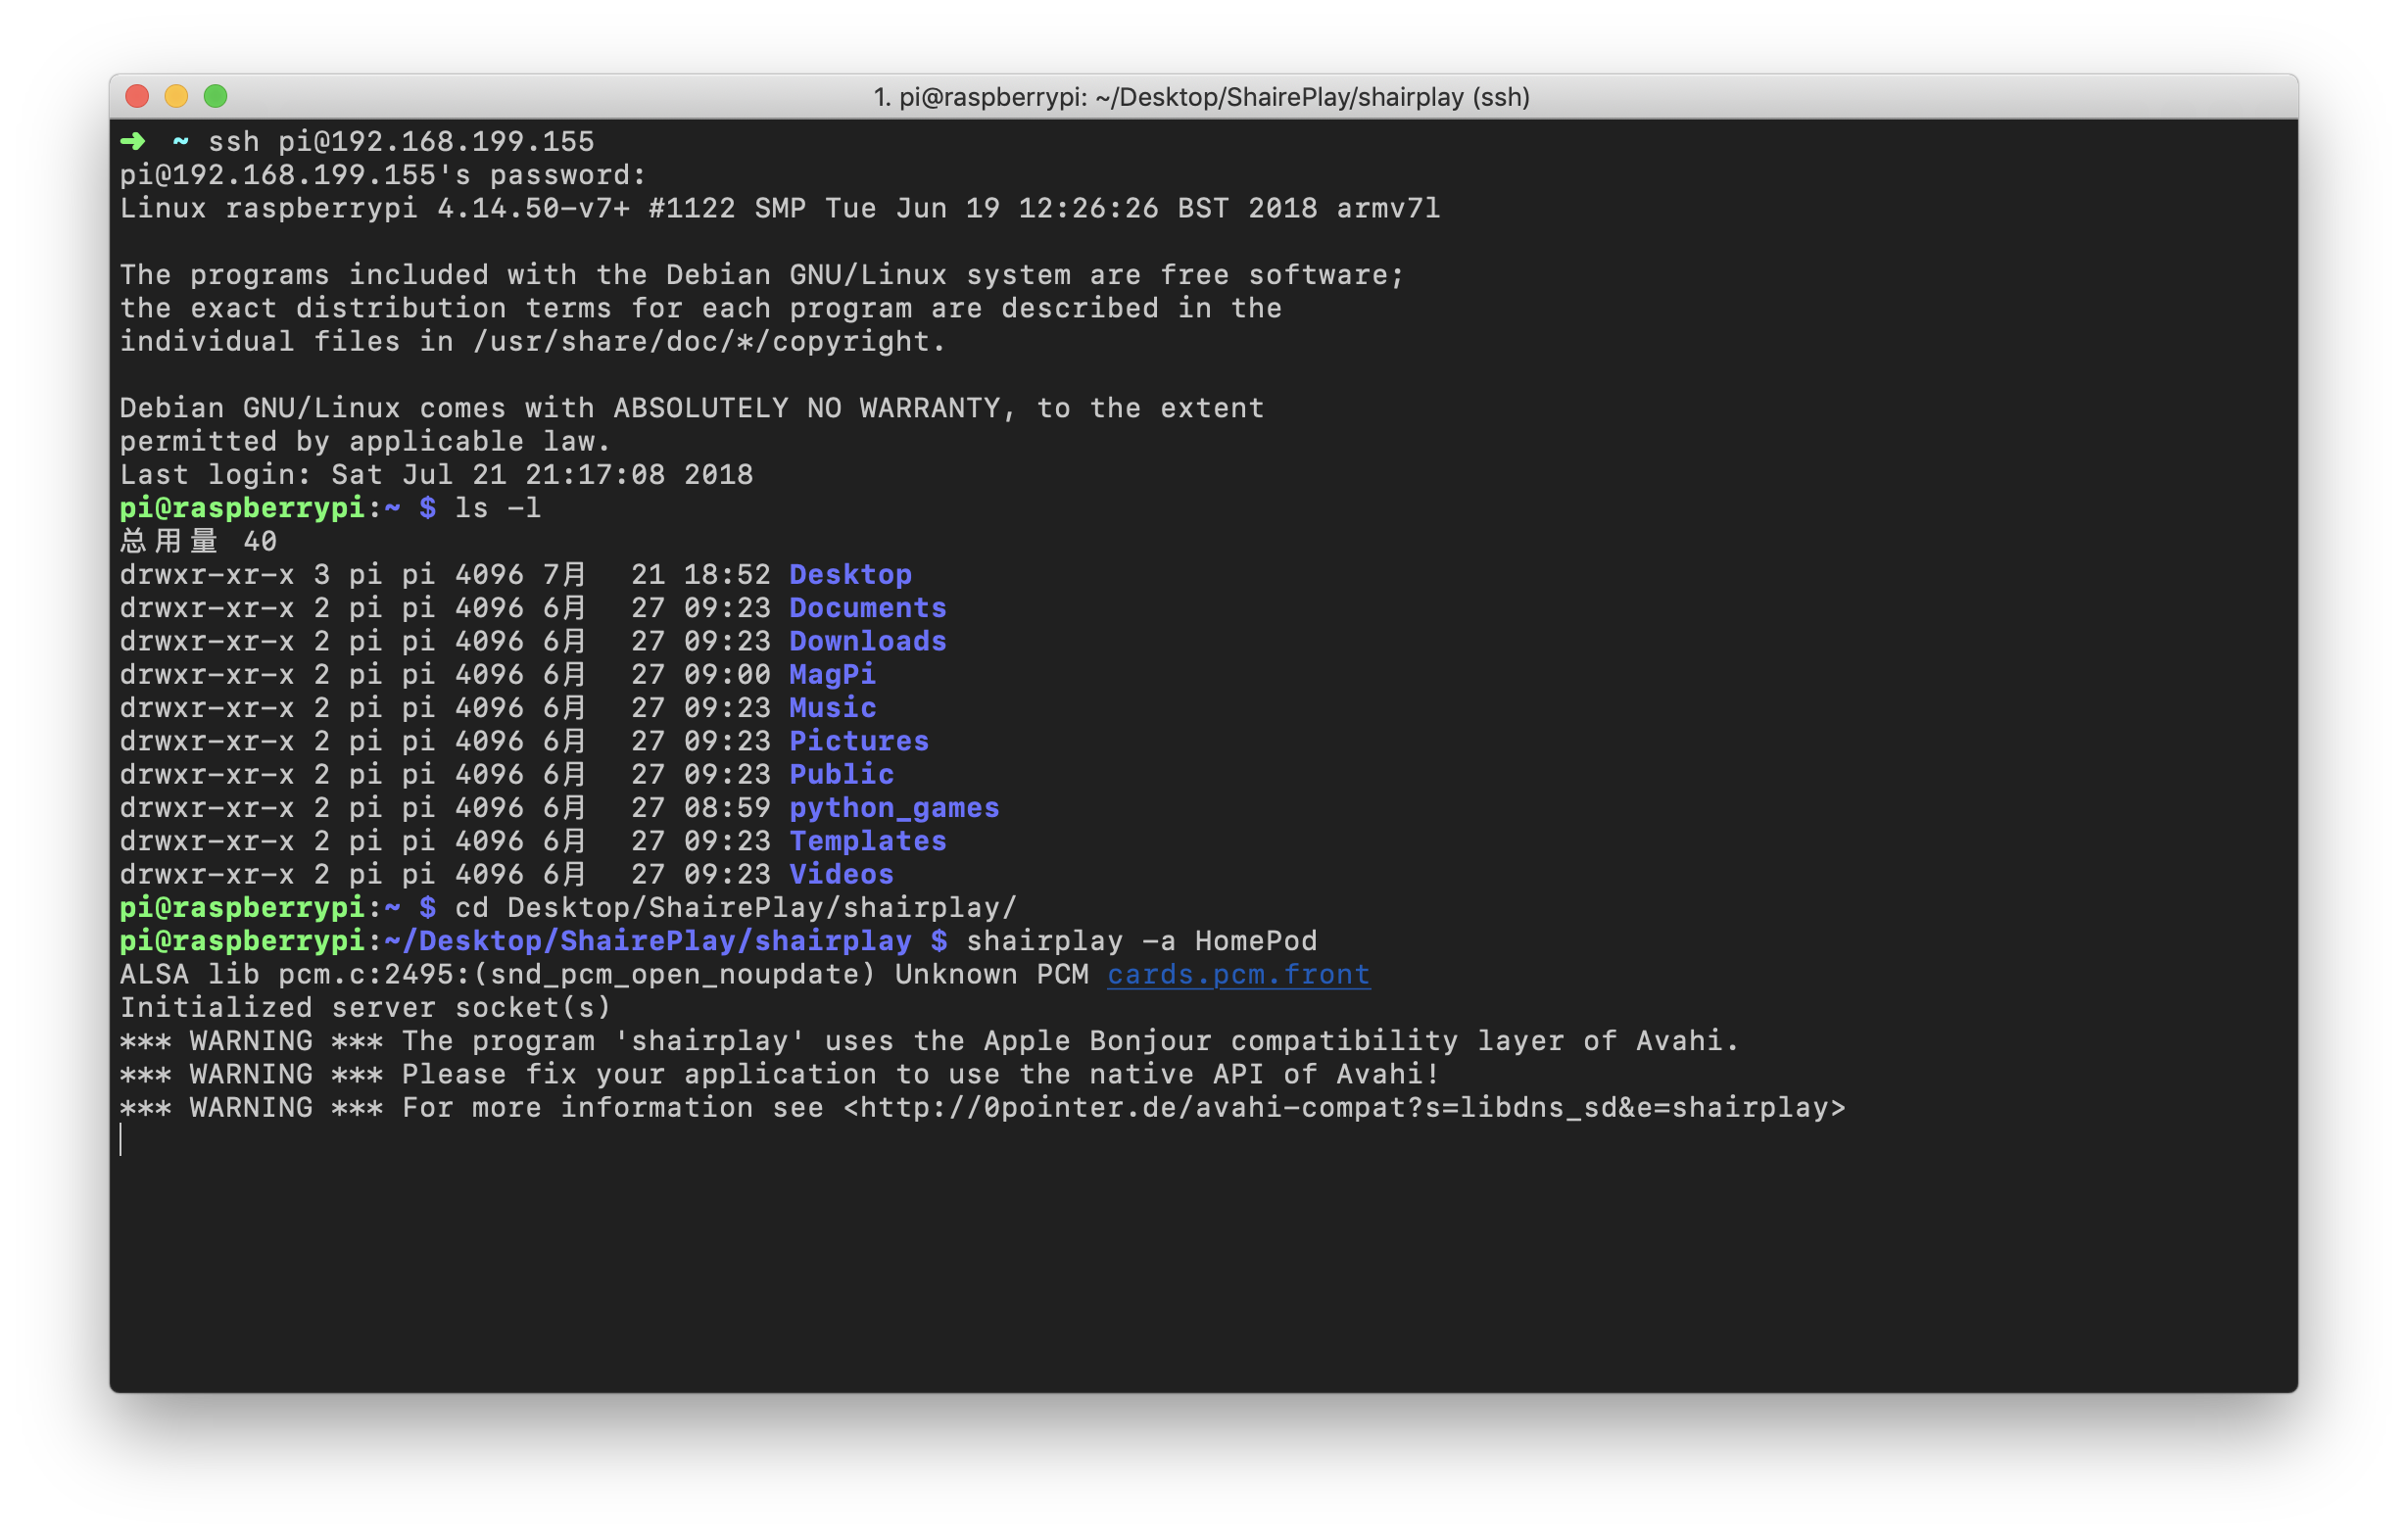 1. pi@raspberrypi: ~/Desktop/ShairePlay/shairplay (ssh)
➜  ~ ssh pi@192.168.199.155
pi@192.168.199.155's password:
Linux raspberrypi 4.14.50-v7+ #1122 SMP Tue Jun 19 12:26:26 BST 2018 armv7l
The programs included with the Debian GNU/Linux system are free software;
the exact distribution terms for each program are described in the
individual files in /usr/share/doc/*/copyright.
Debian GNU/Linux comes with ABSOLUTELY NO WARRANTY, to the extent
permitted by applicable law.
Last login: Sat Jul 21 21:17:08 2018
pi@raspberrypi:~ $ ls -l
总用量 40
drwxr-xr-x 3 pi pi 4096 7月  21 18:52 Desktop
drwxr-xr-x 2 pi pi 4096 6月  27 09:23 Documents
drwxr-xr-x 2 pi pi 4096 6月  27 09:23 Downloads
drwxr-xr-x 2 pi pi 4096 6月  27 09:00 MagPi
drwxr-xr-x 2 pi pi 4096 6月  27 09:23 Music
drwxr-xr-x 2 pi pi 4096 6月  27 09:23 Pictures
drwxr-xr-x 2 pi pi 4096 6月  27 09:23 Public
drwxr-xr-x 2 pi pi 4096 6月  27 08:59 python_games
drwxr-xr-x 2 pi pi 4096 6月  27 09:23 Templates
drwxr-xr-x 2 pi pi 4096 6月  27 09:23 Videos
pi@raspberrypi:~ $ cd Desktop/ShairePlay/shairplay/
pi@raspberrypi:~/Desktop/ShairePlay/shairplay $ shairplay -a HomePod
ALSA lib pcm.c:2495:(snd_pcm_open_noupdate) Unknown PCM cards.pcm.front
Initialized server socket(s)
*** WARNING *** The program 'shairplay' uses the Apple Bonjour compatibility layer of Avahi.
*** WARNING *** Please fix your application to use the native API of Avahi!
*** WARNING *** For more information see <http://0pointer.de/avahi-compat?s=libdns_sd&e=shairplay>